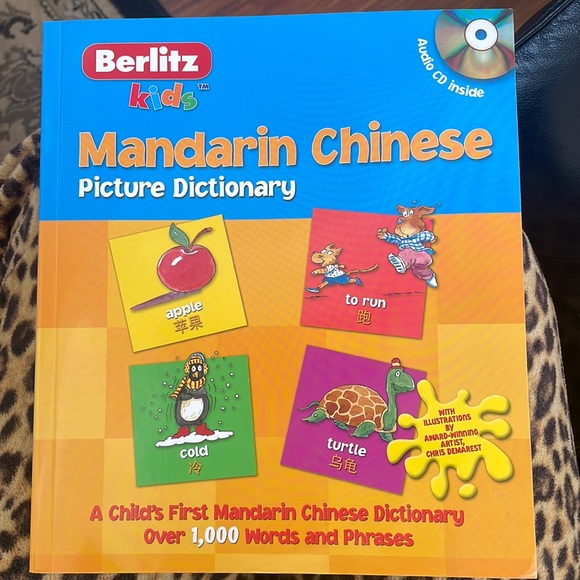 Berlitz
kids™
Audio CD inside
Mandarin Chinese
Picture Dictionary
apple
苹果
to run
跑
cold
冷
turtle
乌龟
WITH
ILLUSTRATIONS
BY
AWARD-WINNING
ARTIST,
CHRIS DEMAREST
A Child's First Mandarin Chinese Dictionary
Over 1,000 Words and Phrases